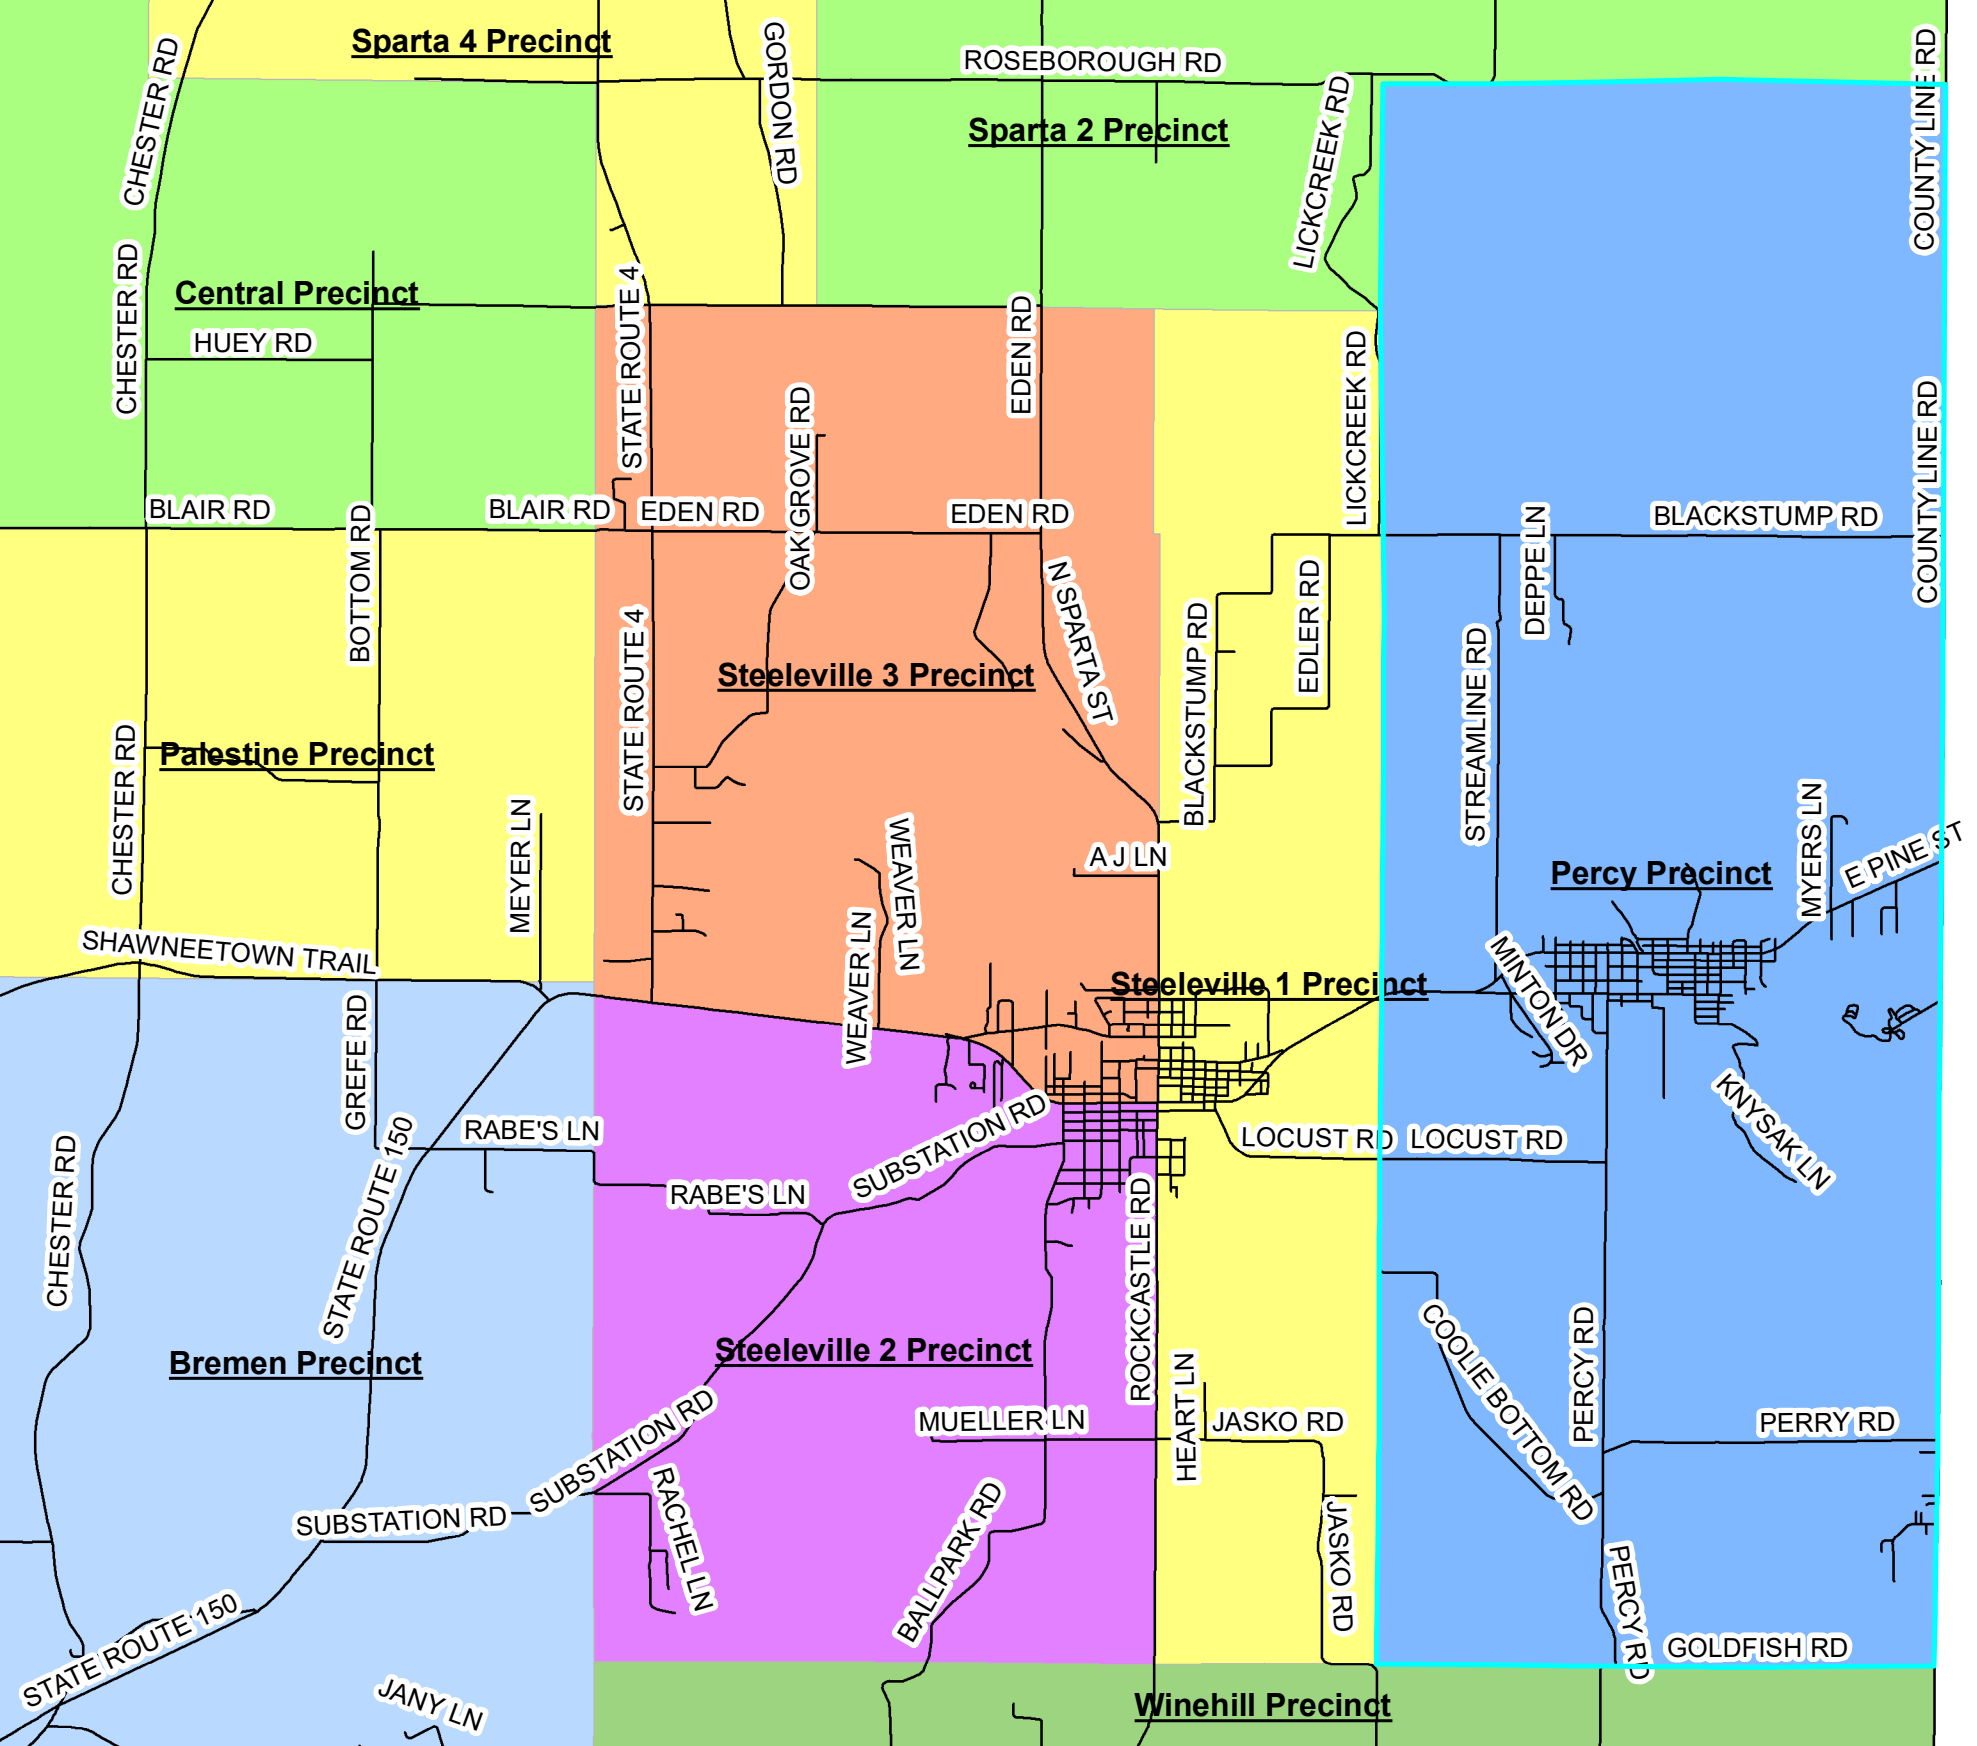 Sparta 4 Precinct
GORDON RD
ROSEBOROUGH RD
COUNTY LINE RD
CHESTER RD
Sparta 2 Precinct
LICKCREEK RD
CHESTER RD
Central Precinct
STATE ROUTE 4
EDEN RD
HUEY RD
LICKCREEK RD
OAK GROVE RD
COUNTY LINE RD
BLAIR RD
BLAIR RD
EDEN RD
EDEN RD
BLACKSTUMP RD
BOTTOM RD
DEPPE LN
N SPARTA ST
EDLER RD
STATE ROUTE 4
BLACKSTUMP RD
STREAMLINE RD
Steeleville 3 Precinct
CHESTER RD
Palestine Precinct
MEYER LN
WEAVER LN
A J LN
MYERS LN
E PINE ST
Percy Precinct
SHAWNEETOWN TRAIL
WEAVER LN
Steeleville 1 Precinct
MINTON DR
GREFE RD
KNYSAK LN
STATE ROUTE 150
RABE'S LN
SUBSTATION RD
LOCUST RD
LOCUST RD
CHESTER RD
RABE'S LN
ROCKCASTLE RD
Steeleville 2 Precinct
Bremen Precinct
COOLIE BOTTOM RD
PERCY RD
HEART LN
MUELLER LN
JASKO RD
PERRY RD
SUBSTATION RD
RACHEL LN
BALLPARK RD
SUBSTATION RD
JASKO RD
PERCY RD
STATE ROUTE 150
GOLDFISH RD
JANY LN
Winehill Precinct